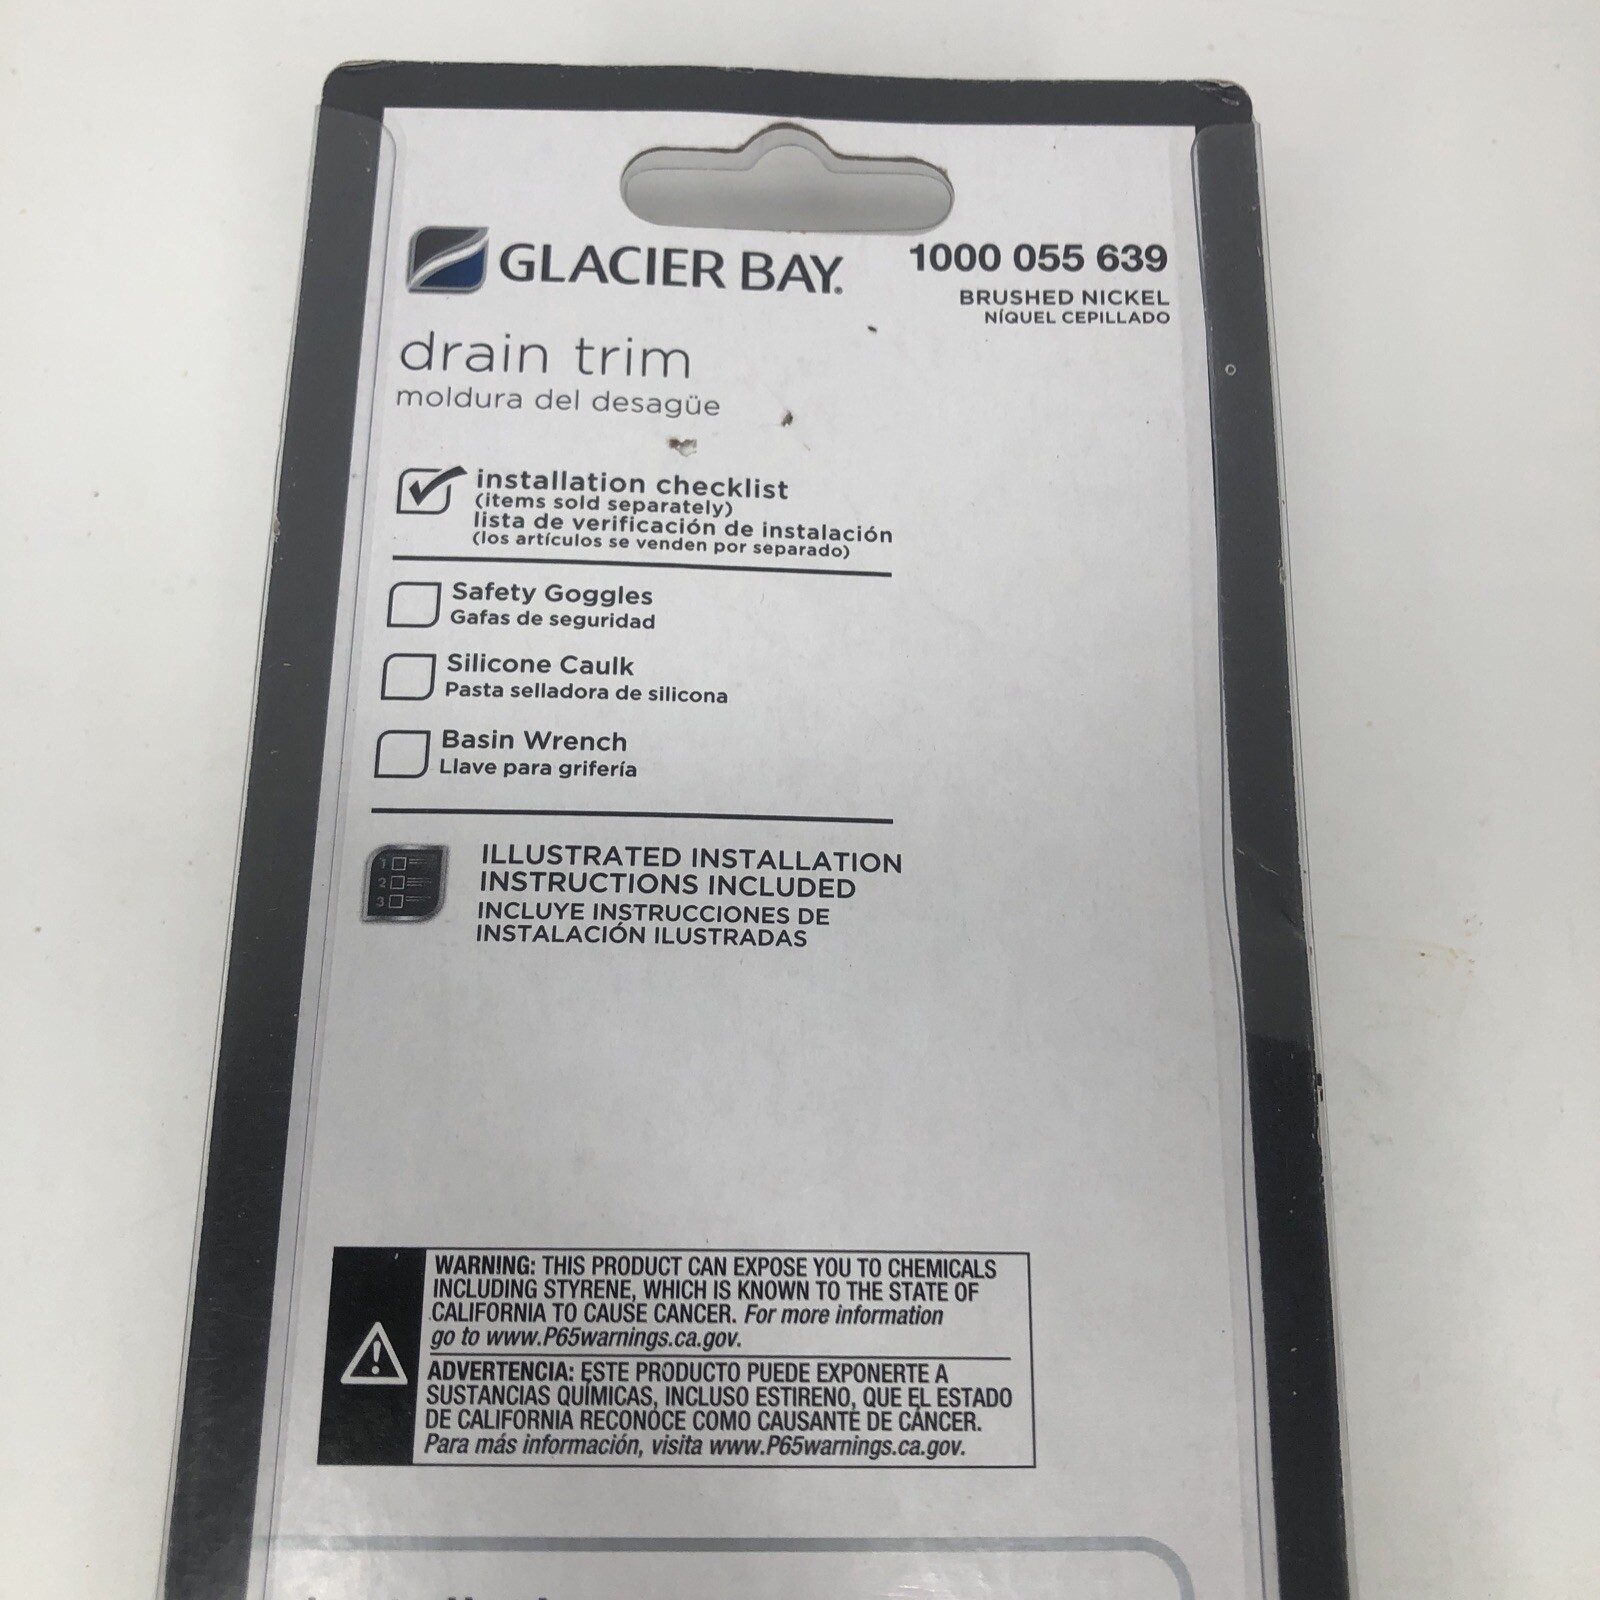 GLACIER BAY.
1000 055 639
BRUSHED NICKEL
NÍQUEL CEPILLADO
drain trim
moldura del desagüe
installation checklist
(items sold separately)
lista de verificación de instalación
(los artículos se venden por separado)
Safety Goggles
Gafas de seguridad
Silicone Caulk
Pasta selladora de silicona
Basin Wrench
Llave para grifería
1
2
3
ILLUSTRATED INSTALLATION
INSTRUCTIONS INCLUDED
INCLUYE INSTRUCCIONES DE
INSTALACIÓN ILUSTRADAS
WARNING: THIS PRODUCT CAN EXPOSE YOU TO CHEMICALS
INCLUDING STYRENE, WHICH IS KNOWN TO THE STATE OF
CALIFORNIA TO CAUSE CANCER. For more information
go to www.P65warnings.ca.gov.
ADVERTENCIA: ESTE PRODUCTO PUEDE EXPONERTE A
SUSTANCIAS QUÍMICAS, INCLUSO ESTIRENO, QUE EL ESTADO
DE CALIFORNIA RECONOCE COMO CAUSANTE DE CÁNCER.
Para más información, visita www.P65warnings.ca.gov.